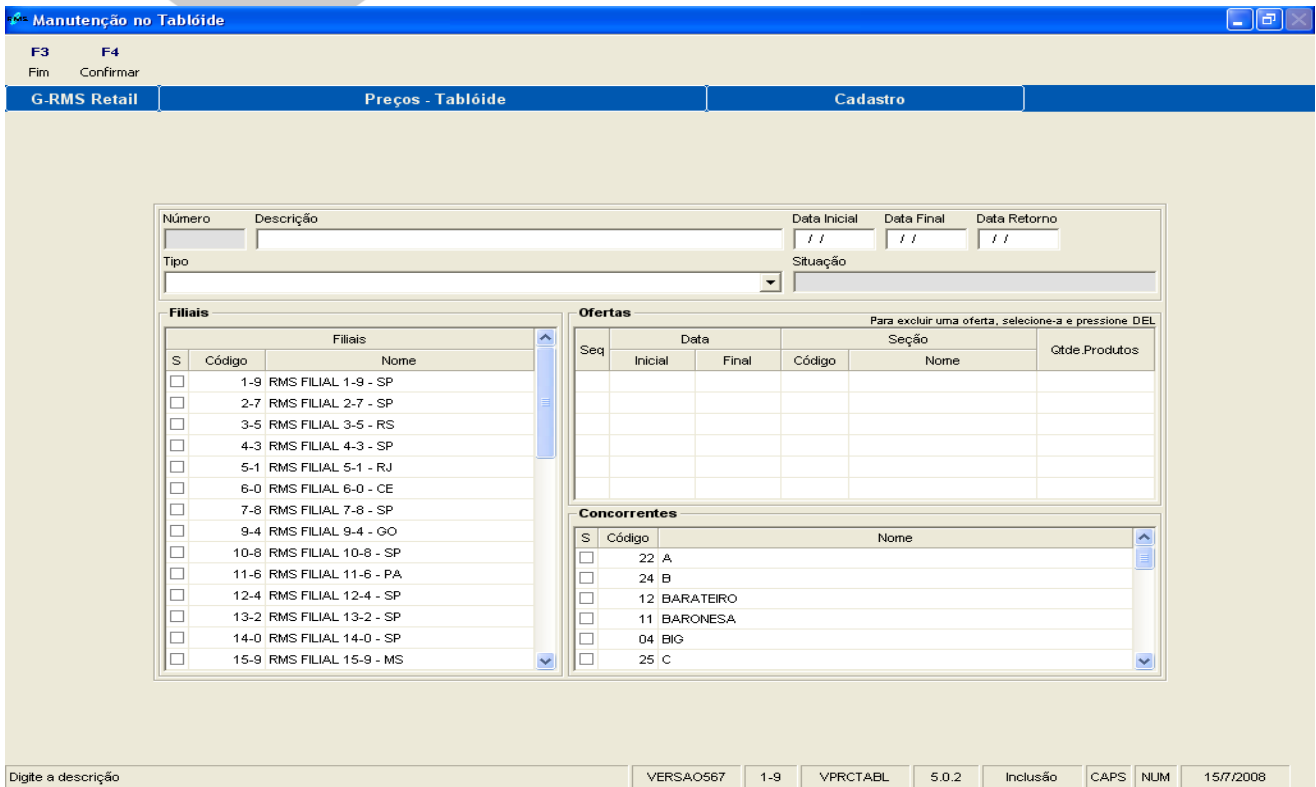 RMS Manutenção no Tablóide
F3 F4
Fim Confirmar
G-RMS Retail Preços - Tablóide Cadastro
Número Descrição Data Inicial Data Final Data Retorno
/ / / / / /
Tipo Situação
Filiais
Filiais
S Código Nome
1-9 RMS FILIAL 1-9 - SP
2-7 RMS FILIAL 2-7 - SP
3-5 RMS FILIAL 3-5 - RS
4-3 RMS FILIAL 4-3 - SP
5-1 RMS FILIAL 5-1 - RJ
6-0 RMS FILIAL 6-0 - CE
7-8 RMS FILIAL 7-8 - SP
9-4 RMS FILIAL 9-4 - GO
10-8 RMS FILIAL 10-8 - SP
11-6 RMS FILIAL 11-6 - PA
12-4 RMS FILIAL 12-4 - SP
13-2 RMS FILIAL 13-2 - SP
14-0 RMS FILIAL 14-0 - SP
15-9 RMS FILIAL 15-9 - MS
Ofertas
Para excluir uma oferta, selecione-a e pressione DEL
Seq Data Seção Qtde.Produtos
Inicial Final Código Nome
Concorrentes
S Código Nome
22 A
24 B
12 BARATEIRO
11 BARONESA
04 BIG
25 C
Digite a descrição VERSAO567 1-9 VPRCTABL 5.0.2 Inclusão CAPS NUM 15/7/2008